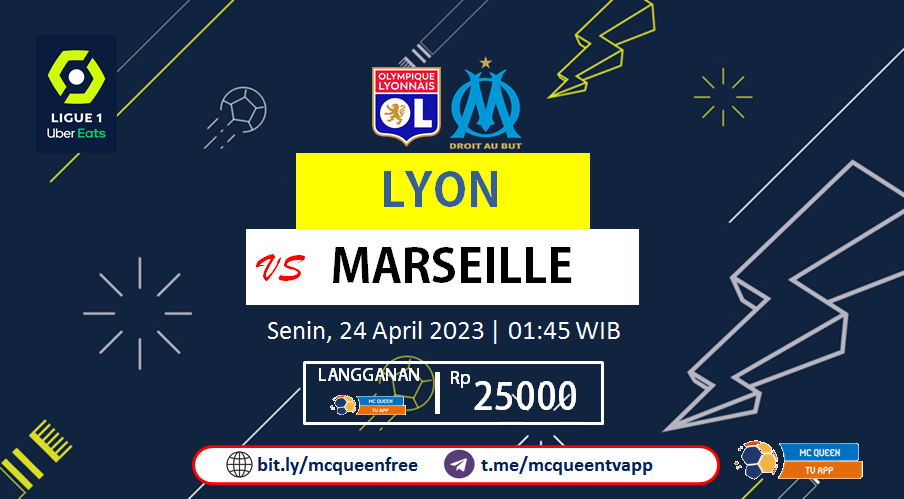 LIGUE 1
Uber Eats
OLYMPIQUE
LYONNAIS
OL
DROIT AU BUT
LYON
VS MARSEILLE
Senin, 24 April 2023 | 01:45 WIB
LANGGANAN
MC QUEEN
TV APP
Rp 25000
bit.ly/mcqueenfree
t.me/mcqueentvapp
MC QUEEN
TV APP